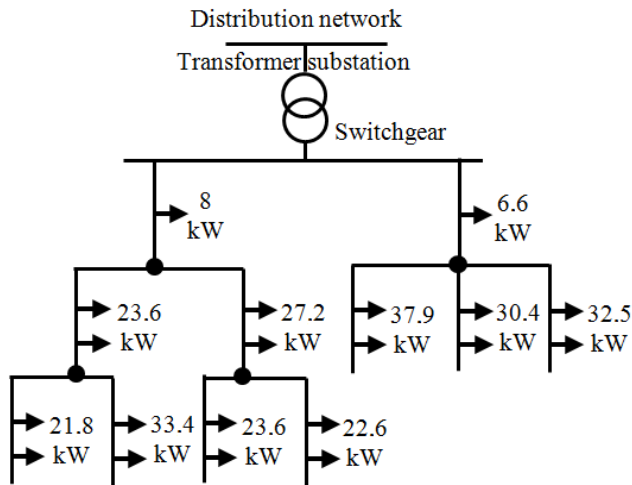 Distribution network
Transformer substation
Switchgear
8
kW
6.6
kW
23.6
kW
27.2
kW
37.9
kW
30.4
kW
32.5
kW
21.8
kW
33.4
kW
23.6
kW
22.6
kW